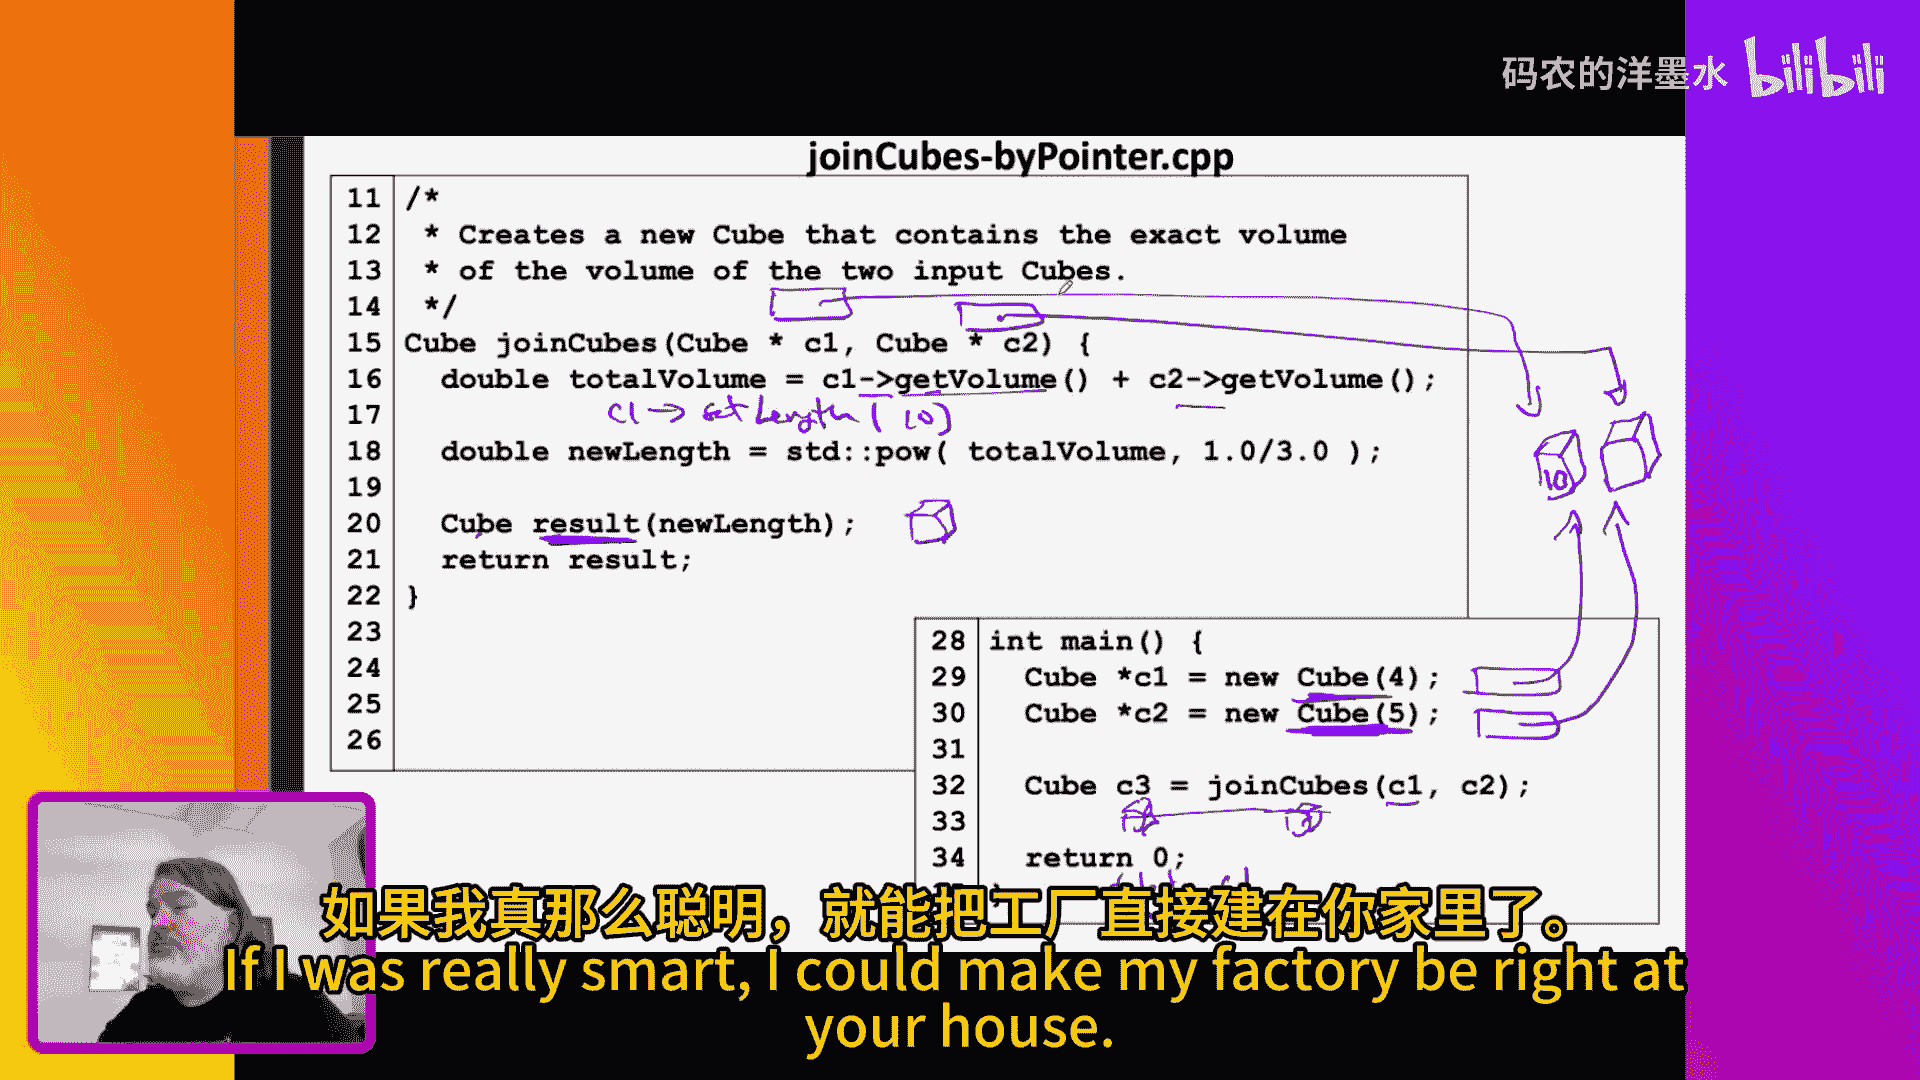 码农的洋墨水 bilibili
joinCubes-byPointer.cpp
11 /*
12 * Creates a new Cube that contains the exact volume
13 * of the volume of the two input Cubes.
14 */
15 Cube joinCubes(Cube * c1, Cube * c2) {
16 double totalVolume = c1->getVolume() + c2->getVolume();
17 c1 -> setLength(10)
18 double newLength = std::pow( totalVolume, 1.0/3.0 );
10
19
20 Cube result(newLength);
21 return result;
22 }
23
24
25
26
28 int main() {
29 Cube *c1 = new Cube(4);
30 Cube *c2 = new Cube(5);
31
32 Cube c3 = joinCubes(c1, c2);
33
34 return 0;
如果我真那么聪明，就能把工厂直接建在你家里了。
If I was really smart, I could make my factory be right at
your house.